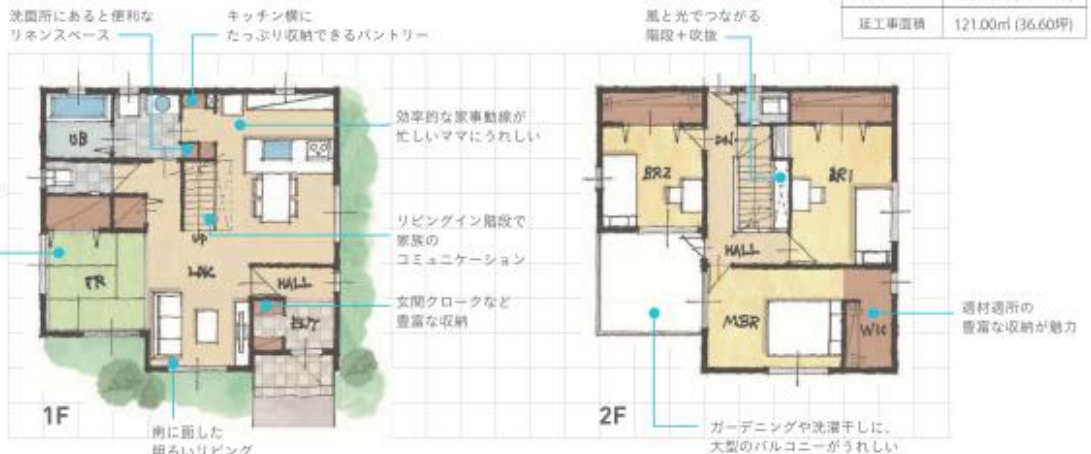 延工事面積 121.00㎡ (36.60坪)
洗面所にあると便利な
リネンスペース
キッチン横に
たっぷり収納できるパントリー
風と光でつながる
階段+吹抜
効率的な家事動線が
忙しいママにうれしい
リビングイン階段で
家族の
コミュニケーション
玄関クロークなど
豊富な収納
適材適所の
豊富な収納が魅力
UB
UP
LDK
HALL
ENT
1F
南に面した
明るいリビング
BR2
DN
BR1
HALL
MBR
WIC
2F
ガーデニングや洗濯干しに、
大型のバルコニーがうれしい